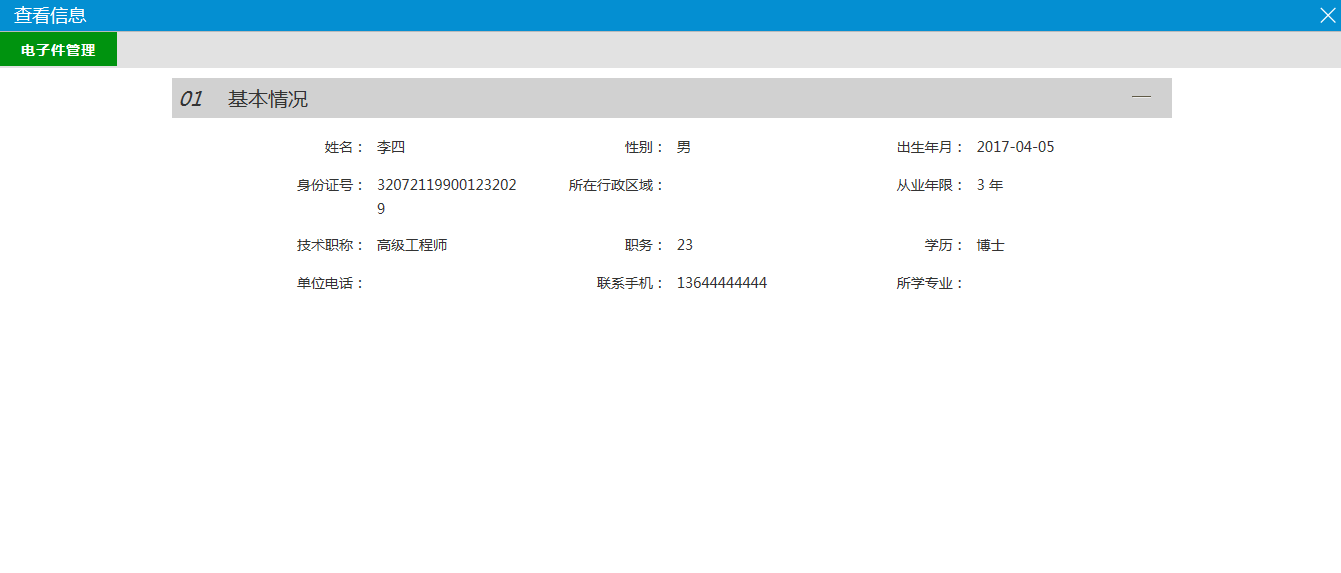 查看信息
电子件管理
01 基本情况
姓名： 李四 性别： 男 出生年月： 2017-04-05
身份证号： 32072119900123202 所在行政区域： 从业年限： 3 年
9
技术职称： 高级工程师 职务： 23 学历： 博士
单位电话： 联系手机： 13644444444 所学专业：